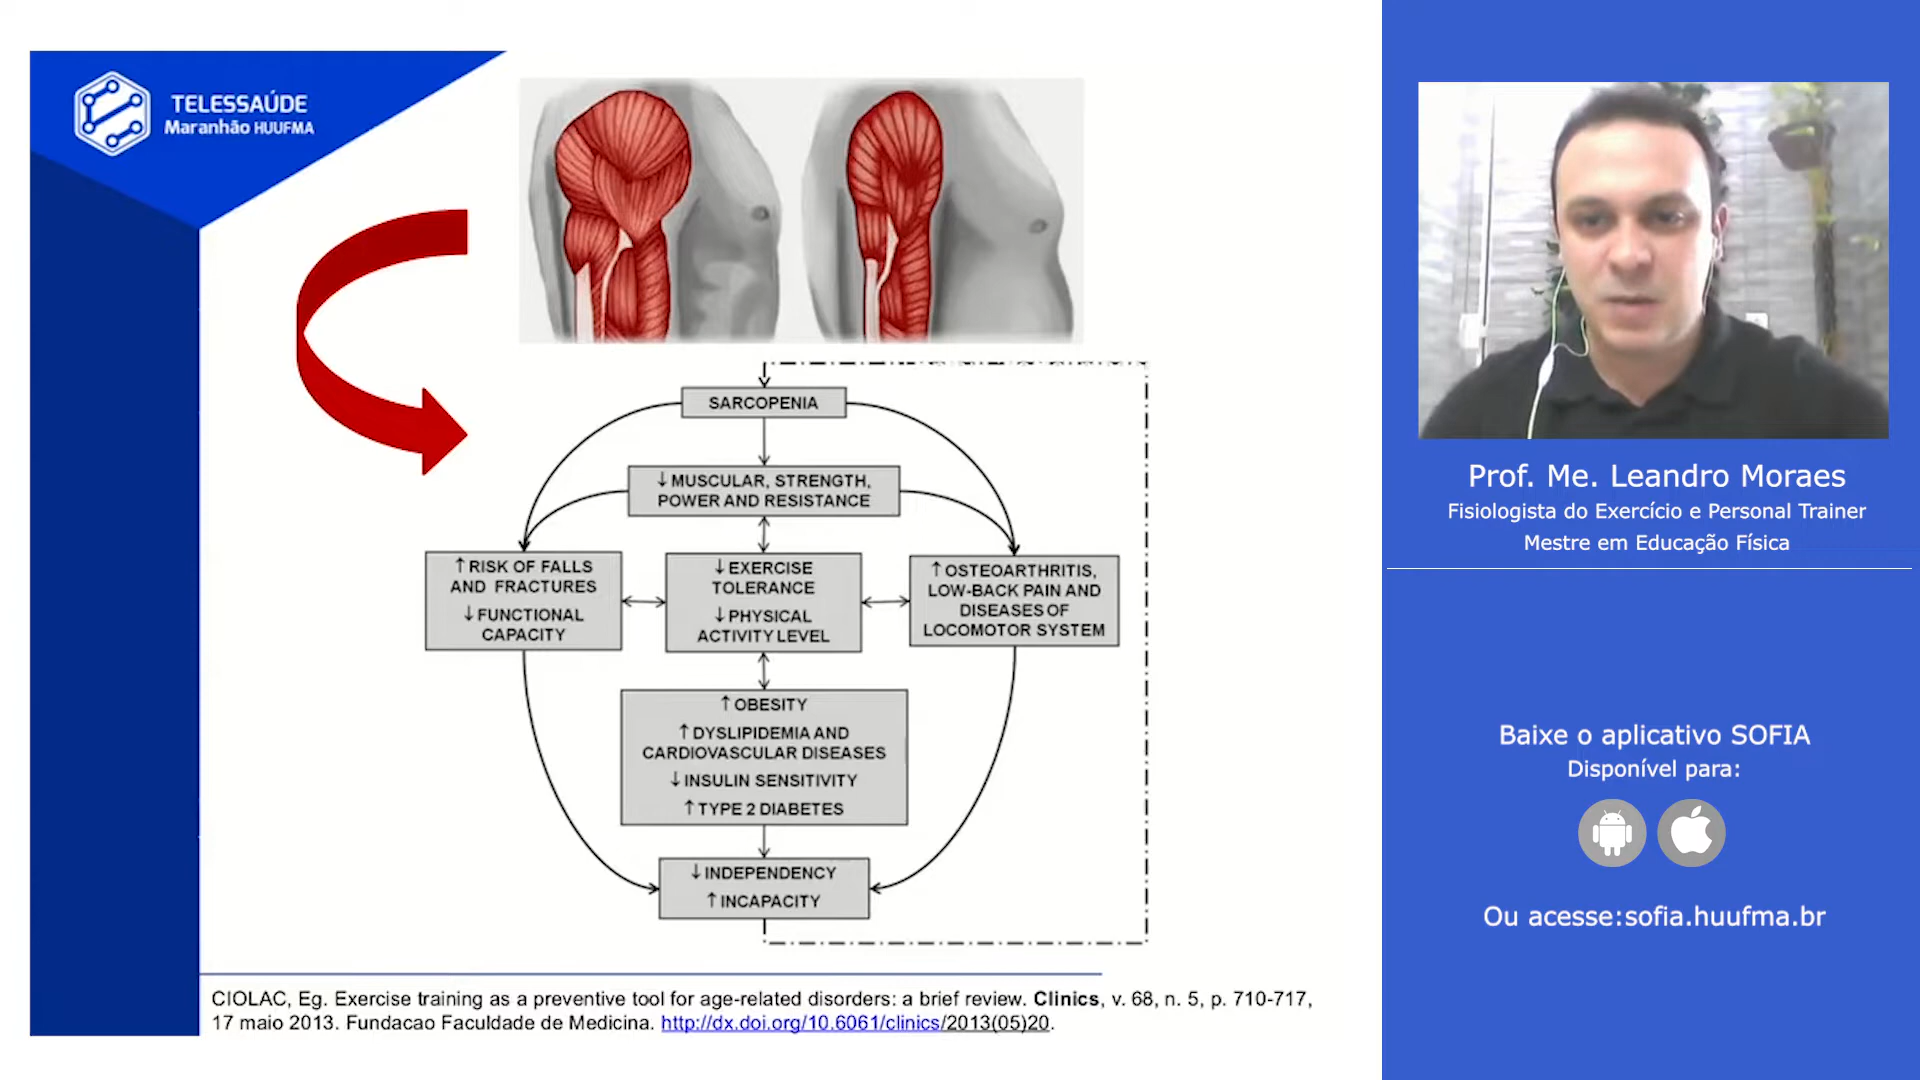 TELESSAÚDE
Maranhão HUUFMA
SARCOPENIA
↓MUSCULAR, STRENGTH,
POWER AND RESISTANCE
↑RISK OF FALLS
AND FRACTURES
↓FUNCTIONAL
CAPACITY
↓EXERCISE
TOLERANCE
↓PHYSICAL
ACTIVITY LEVEL
↑OSTEOARTHRITIS,
LOW-BACK PAIN AND
DISEASES OF
LOCOMOTOR SYSTEM
↑OBESITY
↑DYSLIPIDEMIA AND
CARDIOVASCULAR DISEASES
↓INSULIN SENSITIVITY
↑TYPE 2 DIABETES
↓INDEPENDENCY
↑INCAPACITY
CIOLAC, Eg. Exercise training as a preventive tool for age-related disorders: a brief review. Clinics, v. 68, n. 5, p. 710-717,
17 maio 2013. Fundacao Faculdade de Medicina. http://dx.doi.org/10.6061/clinics/2013(05)20.
Prof. Me. Leandro Moraes
Fisiologista do Exercício e Personal Trainer
Mestre em Educação Física
Baixe o aplicativo SOFIA
Disponível para:
Ou acesse:sofia.huufma.br